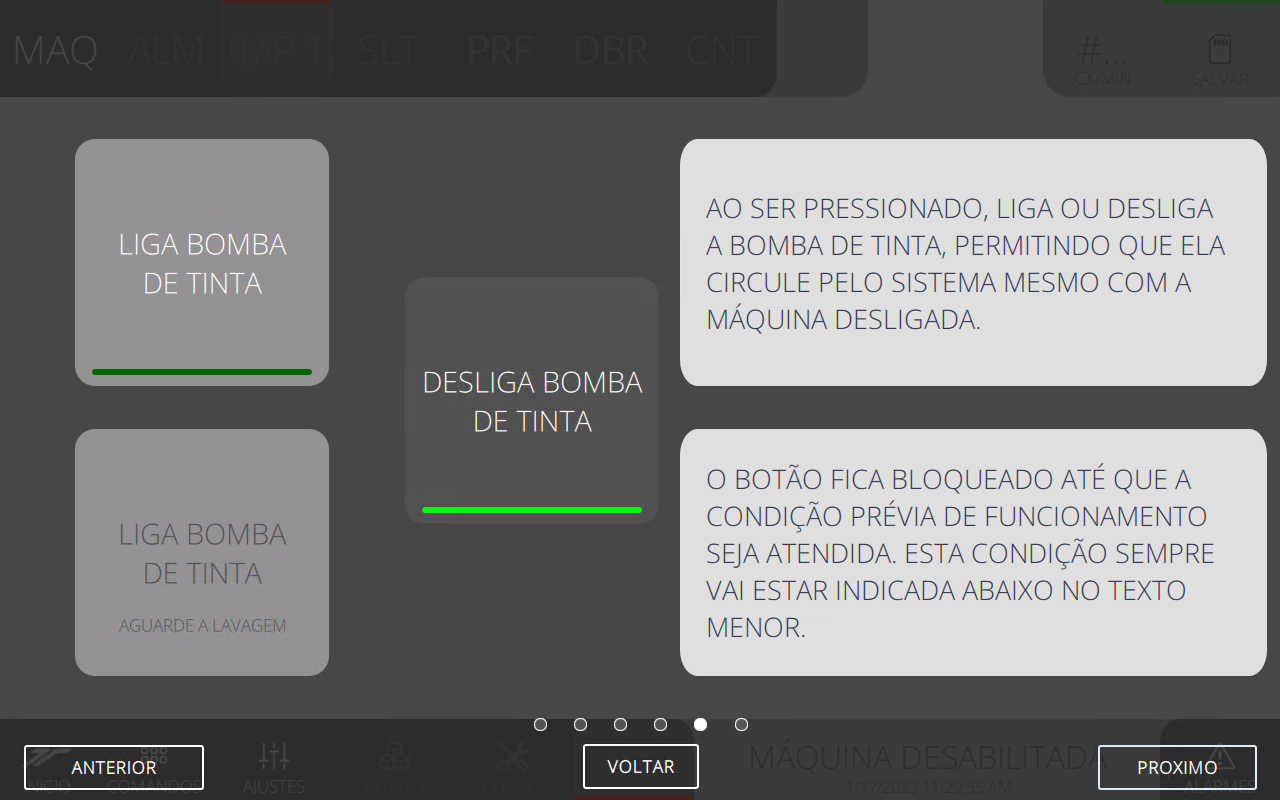 MAQ ALM IMP 1 SLT PRF DBR CNT
#...
CX/MIN
SALVAR
LIGA BOMBA
DE TINTA
DESLIGA BOMBA
DE TINTA
AO SER PRESSIONADO, LIGA OU DESLIGA
A BOMBA DE TINTA, PERMITINDO QUE ELA
CIRCULE PELO SISTEMA MESMO COM A
MÁQUINA DESLIGADA.
LIGA BOMBA
DE TINTA
AGUARDE A LAVAGEM
O BOTÃO FICA BLOQUEADO ATÉ QUE A
CONDIÇÃO PRÉVIA DE FUNCIONAMENTO
SEJA ATENDIDA. ESTA CONDIÇÃO SEMPRE
VAI ESTAR INDICADA ABAIXO NO TEXTO
MENOR.
MÁQUINA DESABILITADA
1/17/2023 11:29:55 AM
ANTERIOR
VOLTAR
PROXIMO
INICIO COMANDOS AJUSTES PEDIDO CONFIG ALARMES